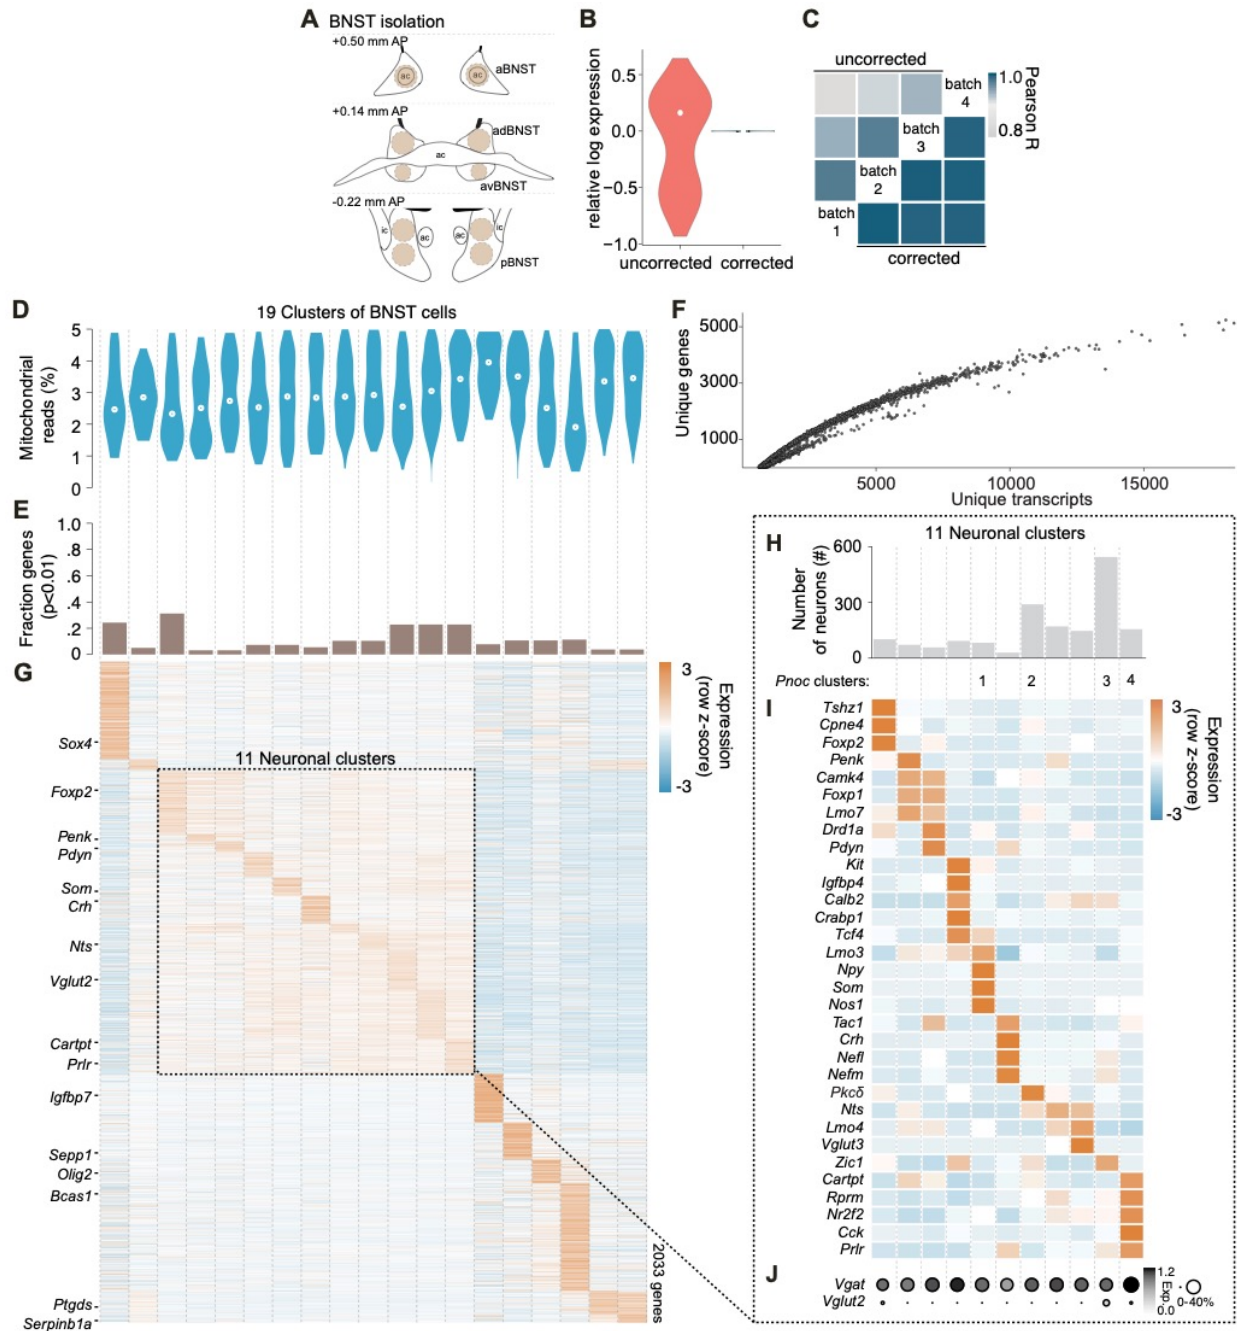 A BNST isolation
+0.50 mm AP
ac
ac
aBNST
+0.14 mm AP
adBNST
ac
avBNST
-0.22 mm AP
ic
ac
ac
ic
pBNST
B
relative log expression
0.5
0.0
−0.5
−1.0
uncorrected corrected
C
uncorrected
batch
4
batch
3
batch
2
batch
1
corrected
1.0
0.8
Pearson R
D
19 Clusters of BNST cells
Mitochondrial
reads (%)
5
4
3
2
1
0
E
Fraction genes
(p<0.01)
1.0
.8
.6
.4
.2
0
F
Unique genes
5000
3000
1000
5000
10000
15000
Unique transcripts
G
11 Neuronal clusters
Sox4
Foxp2
Penk
Pdyn
Som
Crh
Nts
Vglut2
Cartpt
Prlr
Igfbp7
Sepp1
Olig2
Bcas1
Ptgds
Serpinb1a
2033 genes
3
-3
Expression
(row z-score)
H
11 Neuronal clusters
Number
of neurons (#)
600
300
0
Pnoc clusters: 1 2 3 4
I
Tshz1
Cpne4
Foxp2
Penk
Camk4
Foxp1
Lmo7
Drd1a
Pdyn
Kit
Igfbp4
Calb2
Crabp1
Tcf4
Lmo3
Npy
Som
Nos1
Tac1
Crh
Nefl
Nefm
Pkcδ
Nts
Lmo4
Vglut3
Zic1
Cartpt
Rprm
Nr2f2
Cck
Prlr
3
-3
Expression
(row z-score)
J
Vgat
Vglut2
1.2
0.0
Exp.
0-40%